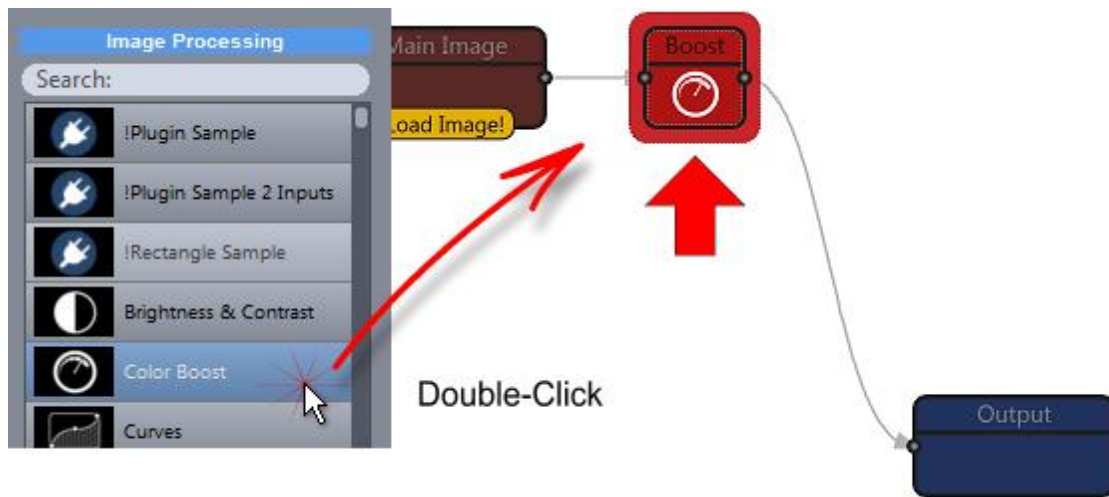 Image Processing
Search:
!Plugin Sample
!Plugin Sample 2 Inputs
!Rectangle Sample
Brightness & Contrast
Color Boost
Curves
Main Image
Load Image!
Boost
Double-Click
Output